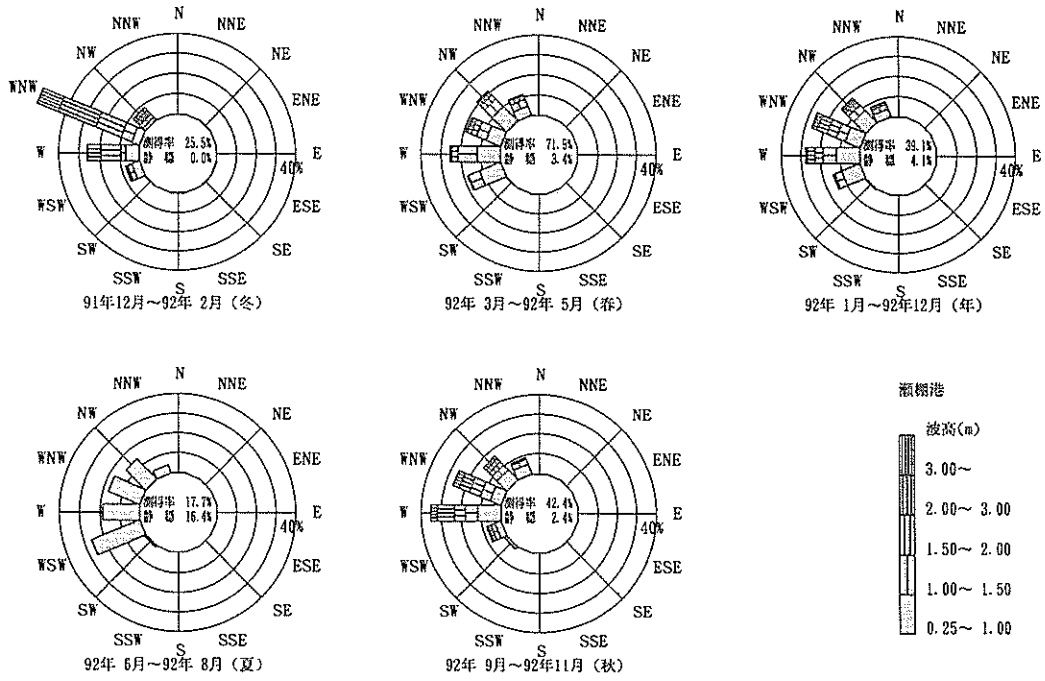 N
NNW
NNE
NW
NE
WNW
ENE
測得率 25.5%
静 穏 0.0%
W
E
40%
WSW
ESE
SW
SE
SSW
SSE
S
91年12月～92年 2月 (冬)
N
NNW
NNE
NW
NE
WNW
ENE
測得率 71.5%
静 穏 3.4%
W
E
40%
WSW
ESE
SW
SE
SSW
SSE
S
92年 3月～92年 5月 (春)
N
NNW
NNE
NW
NE
WNW
ENE
測得率 39.1%
静 穏 4.1%
W
E
40%
WSW
ESE
SW
SE
SSW
SSE
S
92年 1月～92年12月 (年)
N
NNW
NNE
NW
NE
WNW
ENE
測得率 17.7%
静 穏 16.4%
W
E
40%
WSW
ESE
SW
SE
SSW
SSE
S
92年 6月～92年 8月 (夏)
N
NNW
NNE
NW
NE
WNW
ENE
測得率 42.4%
静 穏 2.4%
W
E
40%
WSW
ESE
SW
SE
SSW
SSE
S
92年 9月～92年11月 (秋)
瀬棚港
波高(m)
3.00～
2.00～ 3.00
1.50～ 2.00
1.00～ 1.50
0.25～ 1.00